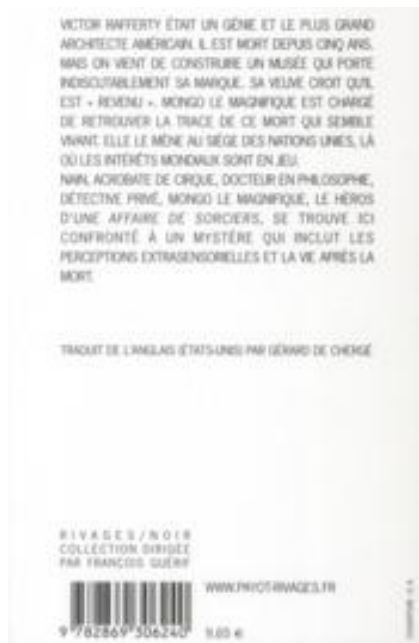 VICTOR RAFFERTY ÉTAIT UN GÉNIE ET LE PLUS GRAND
ARCHITECTE AMÉRICAIN. IL EST MORT DEPUIS CINQ ANS.
MAIS ON VIENT DE CONSTRUIRE UN MUSÉE QUI PORTE
INDISCUTABLEMENT SA MARQUE. SA VEUVE CROIT QU'IL
EST « REVENU ». MONGO LE MAGNIFIQUE EST CHARGÉ
DE RETROUVER LA TRACE DE CE MORT QUI SEMBLE
VIVANT. ELLE LE MÈNE AU SIÈGE DES NATIONS UNIES, LÀ
OÙ LES INTÉRÊTS MONDIAUX SONT EN JEU.
NAIN, ACROBATE DE CIRQUE, DOCTEUR EN PHILOSOPHIE,
DÉTECTIVE PRIVÉ, MONGO LE MAGNIFIQUE, LE HÉROS
D'UNE AFFAIRE DE SORCIERS, SE TROUVE ICI
CONFRONTÉ À UN MYSTÈRE QUI INCLUT LES
PERCEPTIONS EXTRASENSORIELLES ET LA VIE APRÈS LA
MORT.
TRADUIT DE L'ANGLAIS (ÉTATS-UNIS) PAR GÉRARD DE CHERGÉ
RIVAGES/NOIR
COLLECTION DIRIGÉE
PAR FRANÇOIS GUÉRIF
WWW.PAYOT-RIVAGES.FR
9 782869 306240
9,65 €